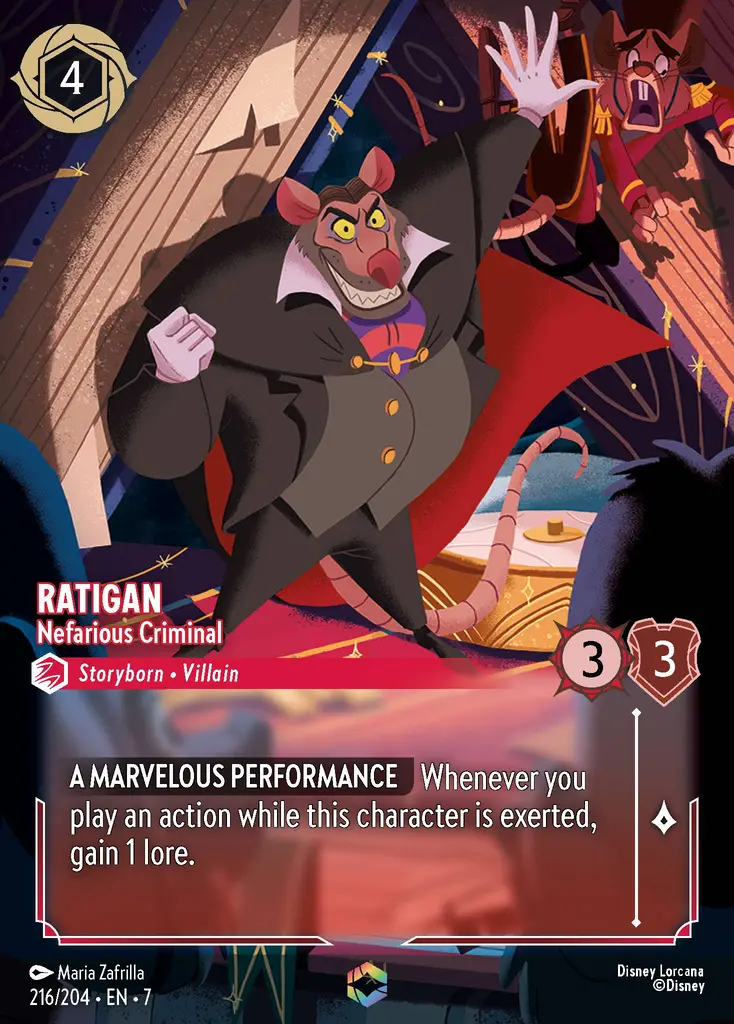 4
RATIGAN
Nefarious Criminal
Storyborn • Villain
3
3
A MARVELOUS PERFORMANCE Whenever you
play an action while this character is exerted,
gain 1 lore.
Maria Zafrilla
216/204 • EN • 7
Disney Lorcana
©Disney